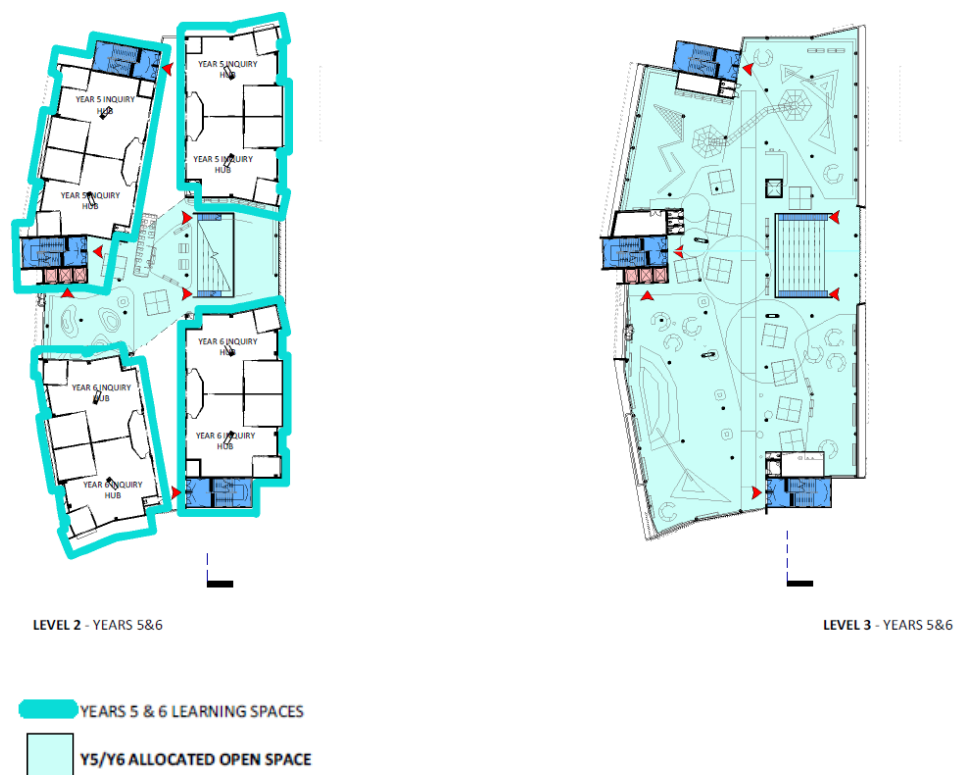 YEAR 5 INQUIRY
HUB
YEAR 5 INQUIRY
HUB
YEAR 5 INQUIRY
HUB
YEAR 5 INQUIRY
HUB
YEAR 6 INQUIRY
HUB
YEAR 6 INQUIRY
HUB
YEAR 6 INQUIRY
HUB
YEAR 6 INQUIRY
HUB
LEVEL 2 - YEARS 5&6
LEVEL 3 - YEARS 5&6
YEARS 5 & 6 LEARNING SPACES
Y5/Y6 ALLOCATED OPEN SPACE